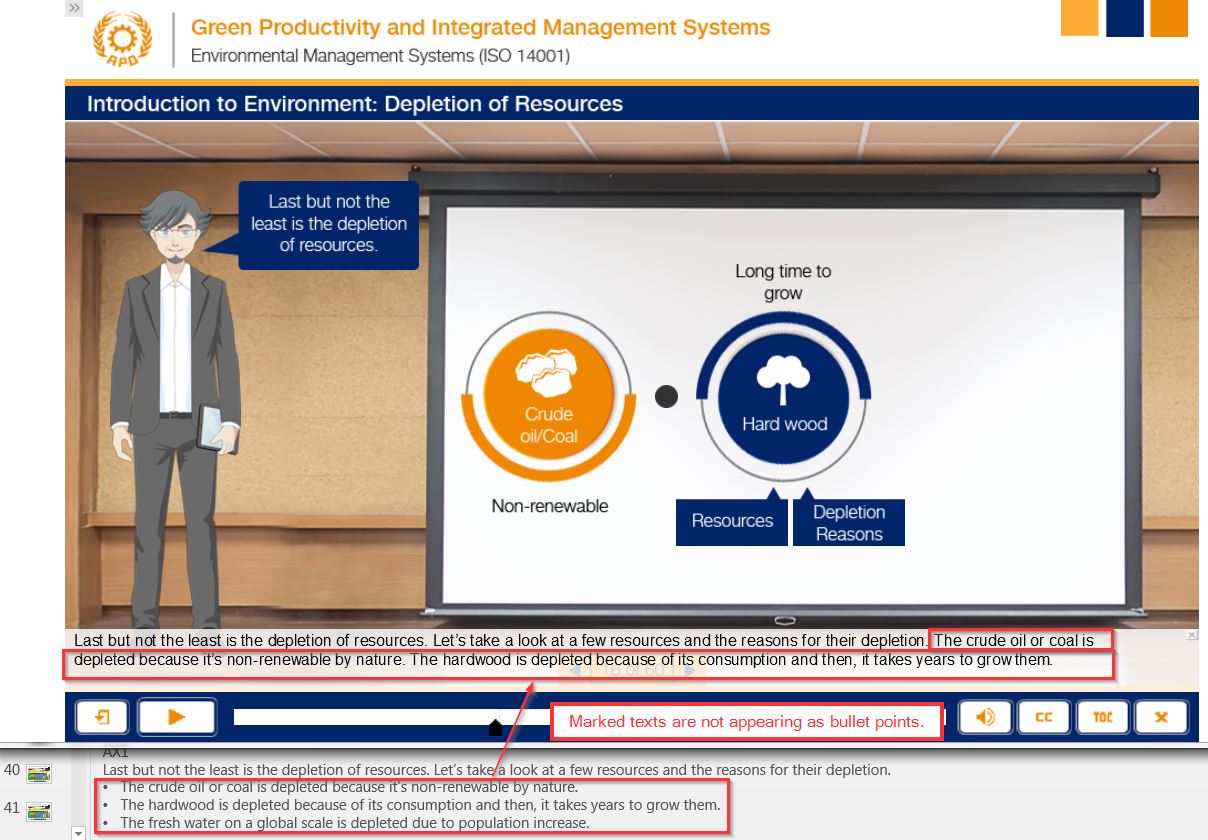 »
APO
Green Productivity and Integrated Management Systems
Environmental Management Systems (ISO 14001)
Introduction to Environment: Depletion of Resources
Last but not the
least is the depletion
of resources.
Long time to
grow
Crude
oil/Coal
Hard wood
Non-renewable
Resources
Depletion
Reasons
Last but not the least is the depletion of resources. Let's take a look at a few resources and the reasons for their depletion. The crude oil or coal is
depleted because it's non-renewable by nature. The hardwood is depleted because of its consumption and then, it takes years to grow them.
16 of 60
Marked texts are not appearing as bullet points.
CC
TOC
AX1
40
Last but not the least is the depletion of resources. Let's take a look at a few resources and the reasons for their depletion.
• The crude oil or coal is depleted because it's non-renewable by nature.
41
• The hardwood is depleted because of its consumption and then, it takes years to grow them.
• The fresh water on a global scale is depleted due to population increase.